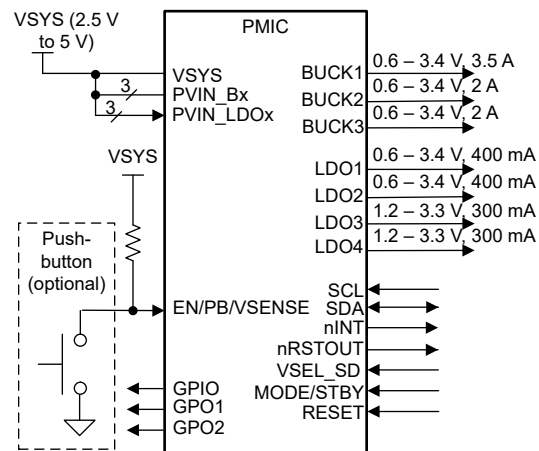 VSYS (2.5 V
to 5 V)
PMIC
VSYS
PVIN_Bx
PVIN_LDOx
3
3
VSYS
Push-
button
(optional)
EN/PB/VSENSE
GPIO
GPO1
GPO2
BUCK1
0.6 – 3.4 V, 3.5 A
BUCK2
0.6 – 3.4 V, 2 A
BUCK3
0.6 – 3.4 V, 2 A
LDO1
0.6 – 3.4 V, 400 mA
LDO2
0.6 – 3.4 V, 400 mA
LDO3
1.2 – 3.3 V, 300 mA
LDO4
1.2 – 3.3 V, 300 mA
SCL
SDA
nINT
nRSTOUT
VSEL_SD
MODE/STBY
RESET